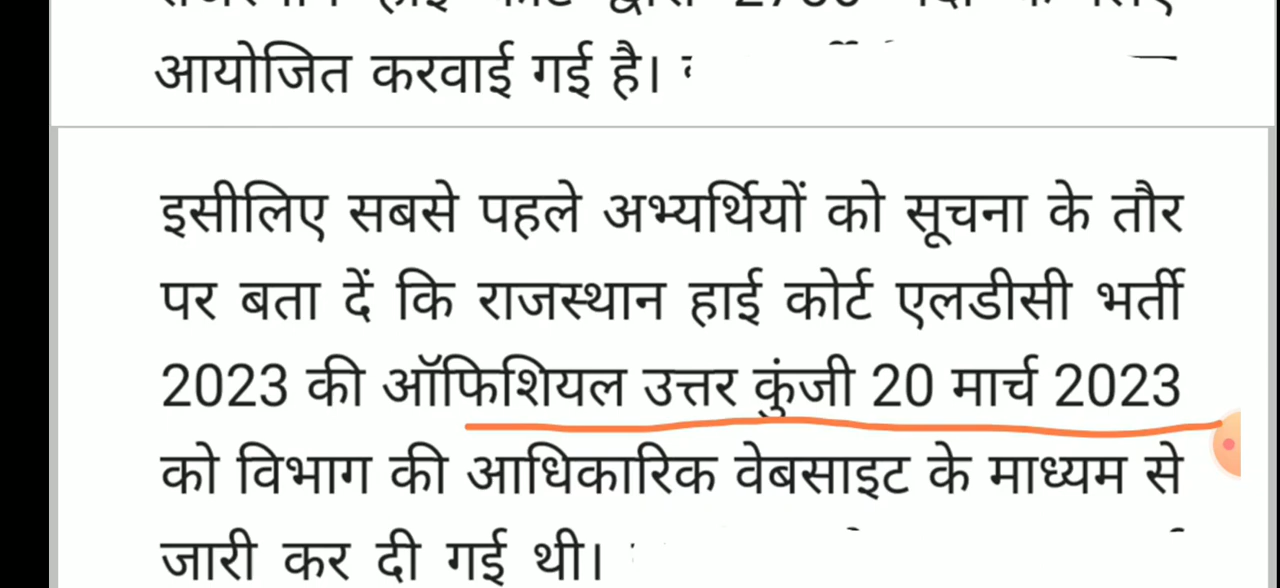 आयोजित करवाई गई है।
इसीलिए सबसे पहले अभ्यर्थियों को सूचना के तौर
पर बता दें कि राजस्थान हाई कोर्ट एलडीसी भर्ती
2023 की ऑफिशियल उत्तर कुंजी 20 मार्च 2023
को विभाग की आधिकारिक वेबसाइट के माध्यम से
जारी कर दी गई थी।